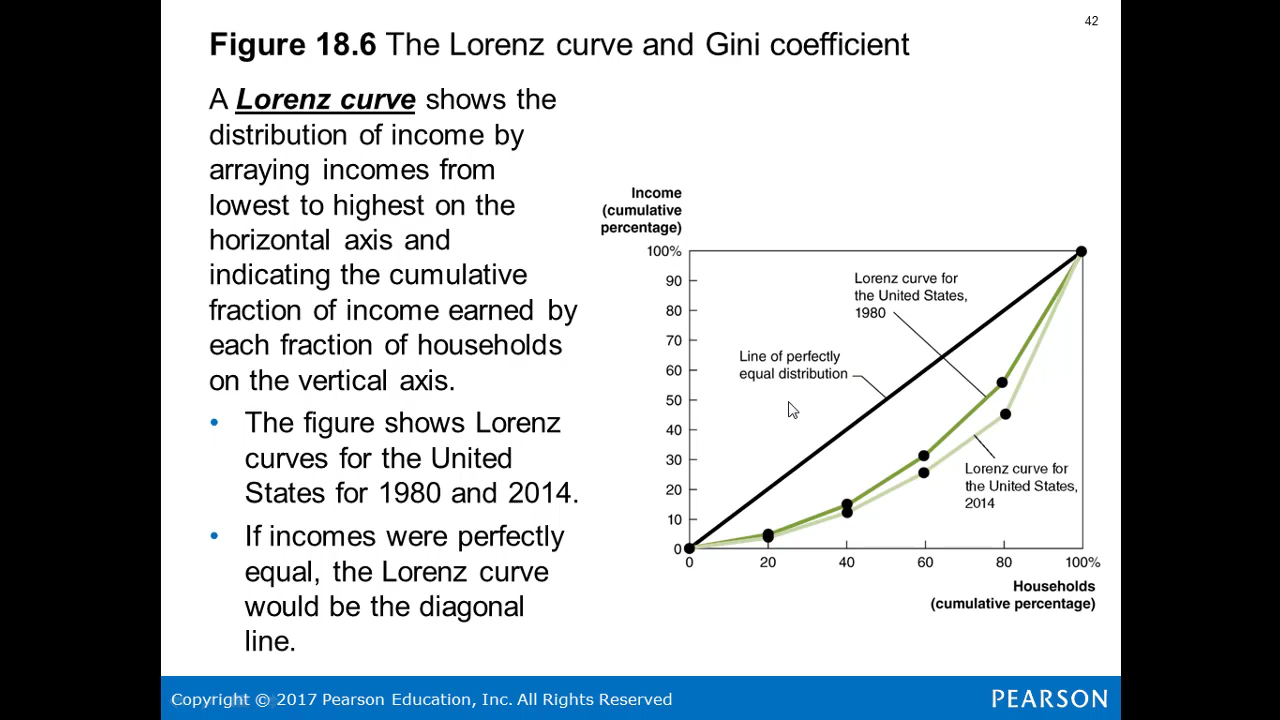 42
Figure 18.6 The Lorenz curve and Gini coefficient
A Lorenz curve shows the
distribution of income by
arraying incomes from
lowest to highest on the
horizontal axis and
indicating the cumulative
fraction of income earned by
each fraction of households
on the vertical axis.
• The figure shows Lorenz
curves for the United
States for 1980 and 2014.
• If incomes were perfectly
equal, the Lorenz curve
would be the diagonal
line.
Income
(cumulative
percentage)
100%
90
80
70
60
50
40
30
20
10
0
Lorenz curve for
the United States,
1980
Line of perfectly
equal distribution
Lorenz curve for
the United States,
2014
0 20 40 60 80 100%
Households
(cumulative percentage)
Copyright © 2017 Pearson Education, Inc. All Rights Reserved
PEARSON